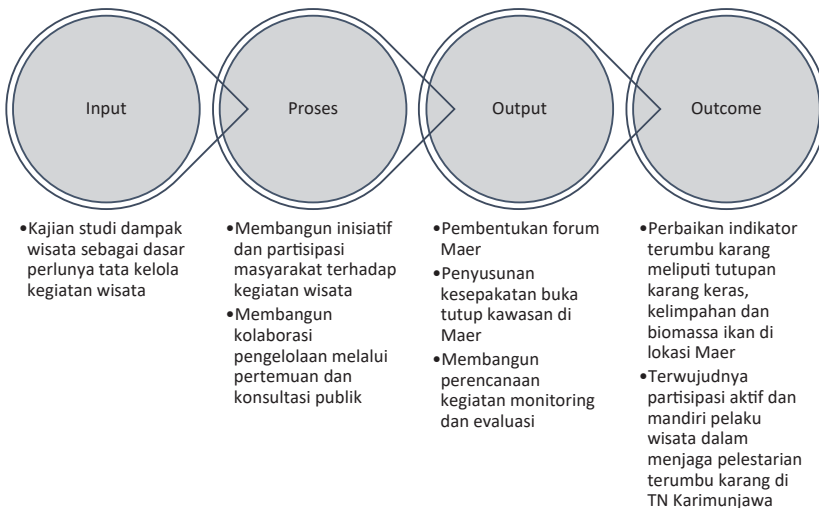 Input
Proses
Output
Outcome
•Kajian studi dampak
wisata sebagai dasar
perlunya tata kelola
kegiatan wisata
•Membangun inisiatif
dan partisipasi
masyarakat terhadap
kegiatan wisata
•Membangun
kolaborasi
pengelolaan melalui
pertemuan dan
konsultasi publik
•Pembentukan forum
Maer
•Penyusunan
kesepakatan buka
tutup kawasan di
Maer
•Membangun
perencanaan
kegiatan monitoring
dan evaluasi
•Perbaikan indikator
terumbu karang
meliputi tutupan
karang keras,
kelimpahan dan
biomassa ikan di
lokasi Maer
•Terwujudnya
partisipasi aktif dan
mandiri pelaku
wisata dalam
menjaga pelestarian
terumbu karang di
TN Karimunjawa